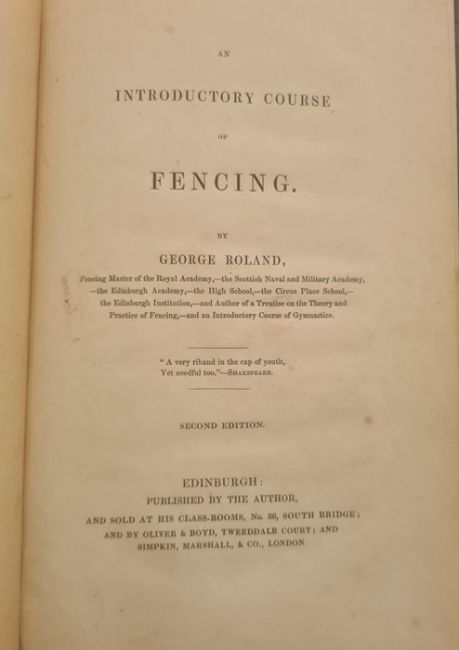 AN
INTRODUCTORY COURSE
OF
FENCING.
BY
GEORGE ROLAND,
Fencing Master of the Royal Academy,—the Scottish Naval and Military Academy,
—the Edinburgh Academy,—the High School,—the Circus Place School,—
the Edinburgh Institution,—and Author of a Treatise on the Theory and
Practice of Fencing,—and an Introductory Course of Gymnastics.
"A very riband in the cap of youth,
Yet needful too."—SHAKSPEARE.
SECOND EDITION.
EDINBURGH:
PUBLISHED BY THE AUTHOR,
AND SOLD AT HIS CLASS-ROOMS, No. 66, SOUTH BRIDGE;
AND BY OLIVER & BOYD, TWEEDDALE COURT; AND
SIMPKIN, MARSHALL, & CO., LONDON.